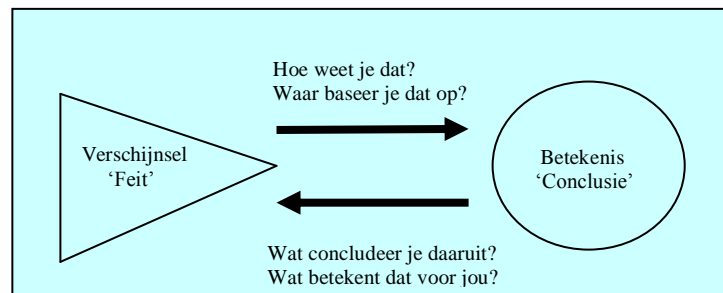 Hoe weet je dat?
Waar baseer je dat op?
Verschijnsel
‘Feit’
Betekenis
‘Conclusie’
Wat concludeer je daaruit?
Wat betekent dat voor jou?